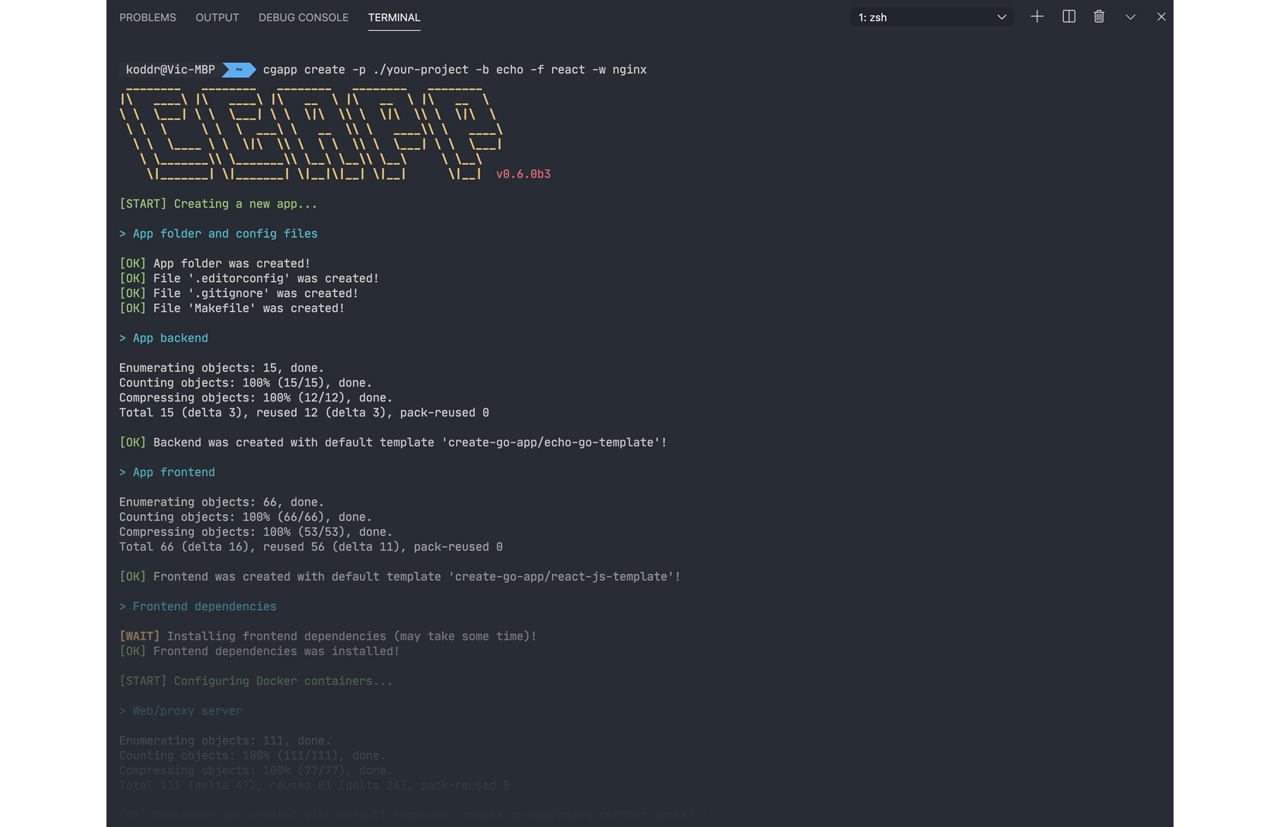 PROBLEMS OUTPUT DEBUG CONSOLE TERMINAL 1: zsh
koddr@Vic-MBP ~ cgapp create -p ./your-project -b echo -f react -w nginx
CGAPP
v0.6.0b3
[START] Creating a new app...
> App folder and config files
[OK] App folder was created!
[OK] File '.editorconfig' was created!
[OK] File '.gitignore' was created!
[OK] File 'Makefile' was created!
> App backend
Enumerating objects: 15, done.
Counting objects: 100% (15/15), done.
Compressing objects: 100% (12/12), done.
Total 15 (delta 3), reused 12 (delta 3), pack-reused 0
[OK] Backend was created with default template 'create-go-app/echo-go-template'!
> App frontend
Enumerating objects: 66, done.
Counting objects: 100% (66/66), done.
Compressing objects: 100% (53/53), done.
Total 66 (delta 16), reused 56 (delta 11), pack-reused 0
[OK] Frontend was created with default template 'create-go-app/react-js-template'!
> Frontend dependencies
[WAIT] Installing frontend dependencies (may take some time)!
[OK] Frontend dependencies was installed!
[START] Configuring Docker containers...
> Web/proxy server
Enumerating objects: 111, done.
Counting objects: 100% (111/111), done.
Compressing objects: 100% (77/77), done.
Total 111 (delta 47), reused 81 (delta 26), pack-reused 0